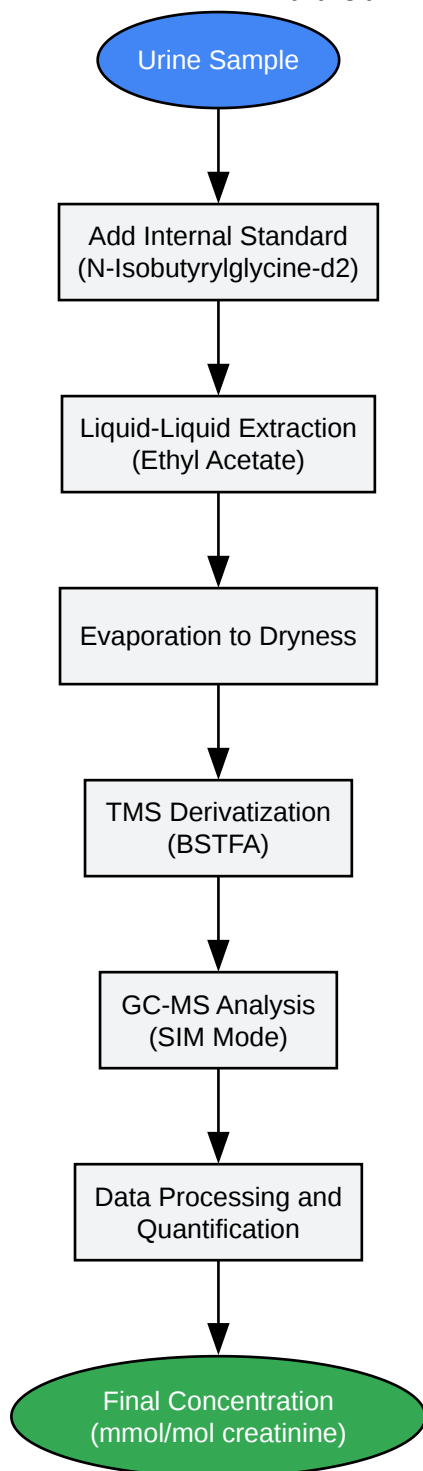 Urine Sample
Add Internal Standard
(N-Isobutyrylglycine-d2)
Liquid-Liquid Extraction
(Ethyl Acetate)
Evaporation to Dryness
TMS Derivatization
(BSTFA)
GC-MS Analysis
(SIM Mode)
Data Processing and
Quantification
Final Concentration
(mmol/mol creatinine)